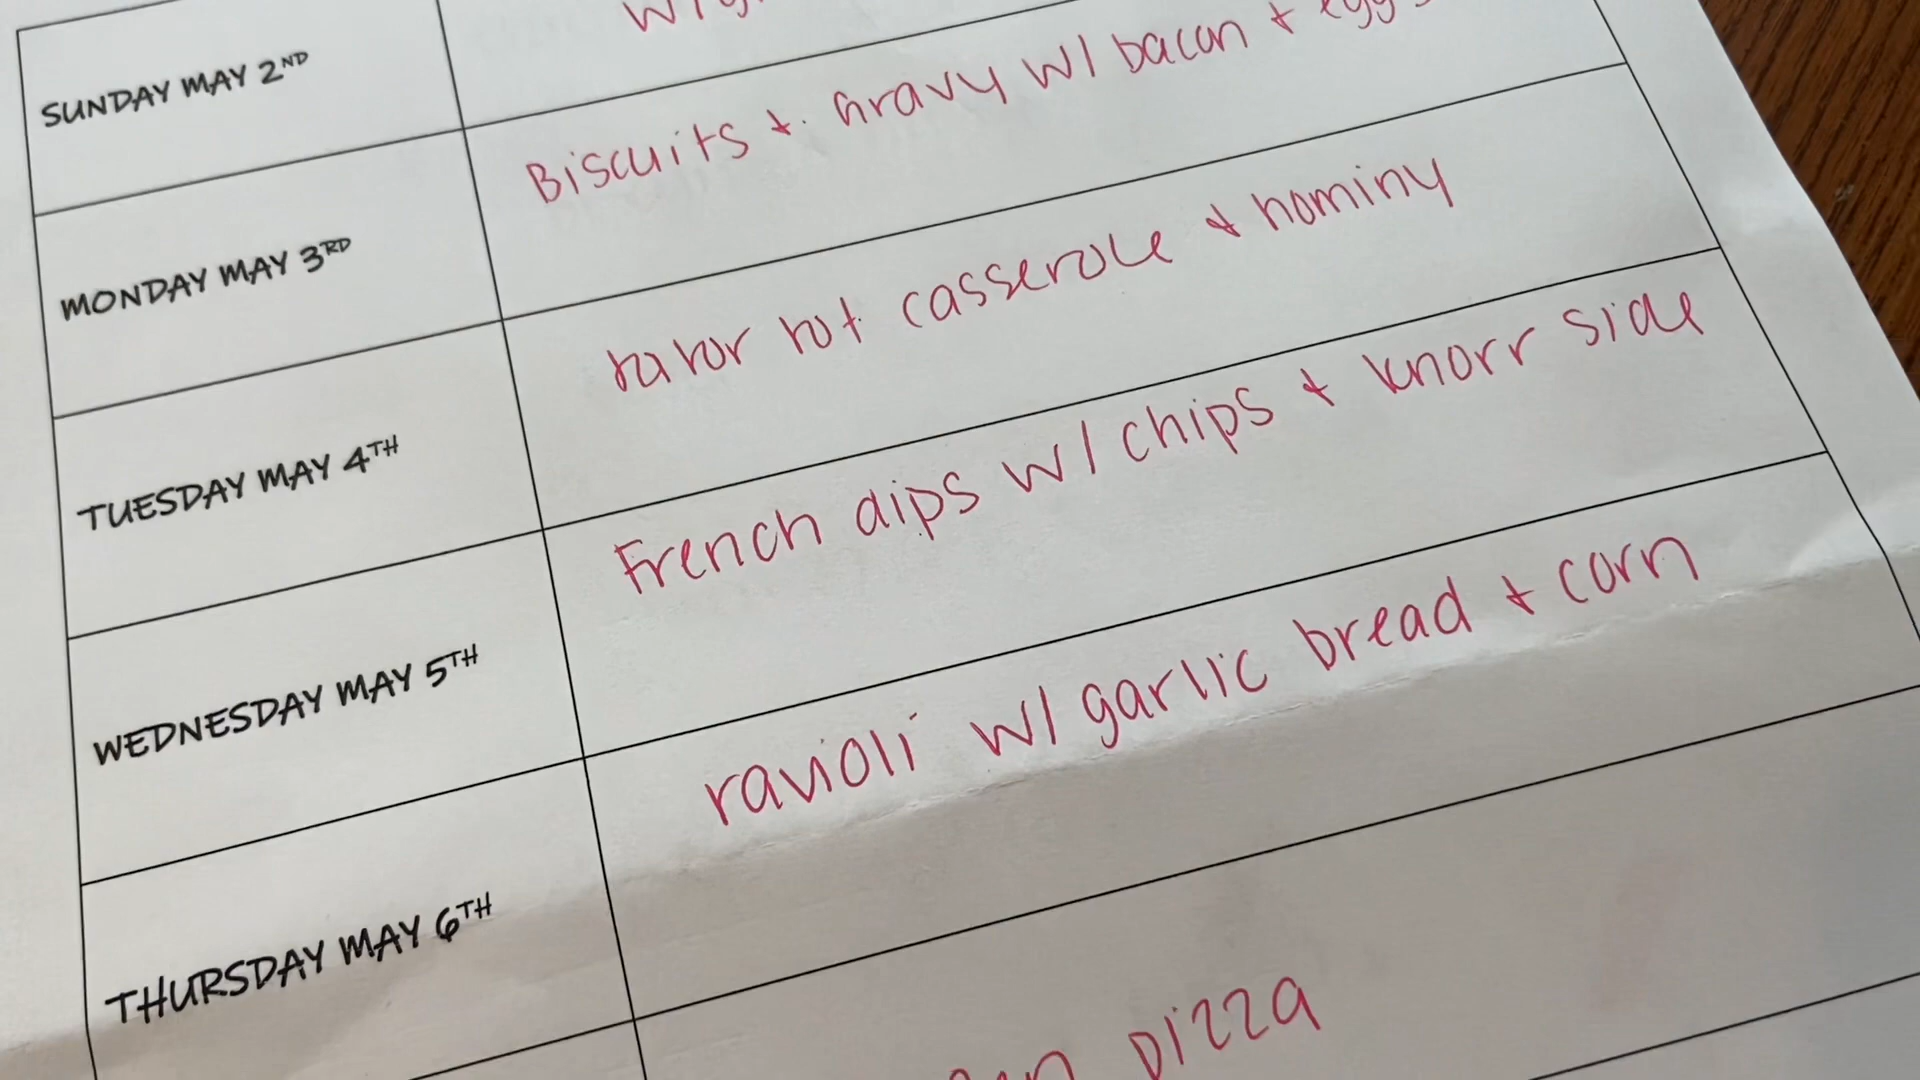 SUNDAY MAY 2ND
MONDAY MAY 3RD Biscuits & Gravy w/ bacon & eggs
TUESDAY MAY 4TH tator tot casserole & hominy
WEDNESDAY MAY 5TH French dips w/ chips & knorr side
THURSDAY MAY 6TH ravioli w/ garlic bread & corn
pizza